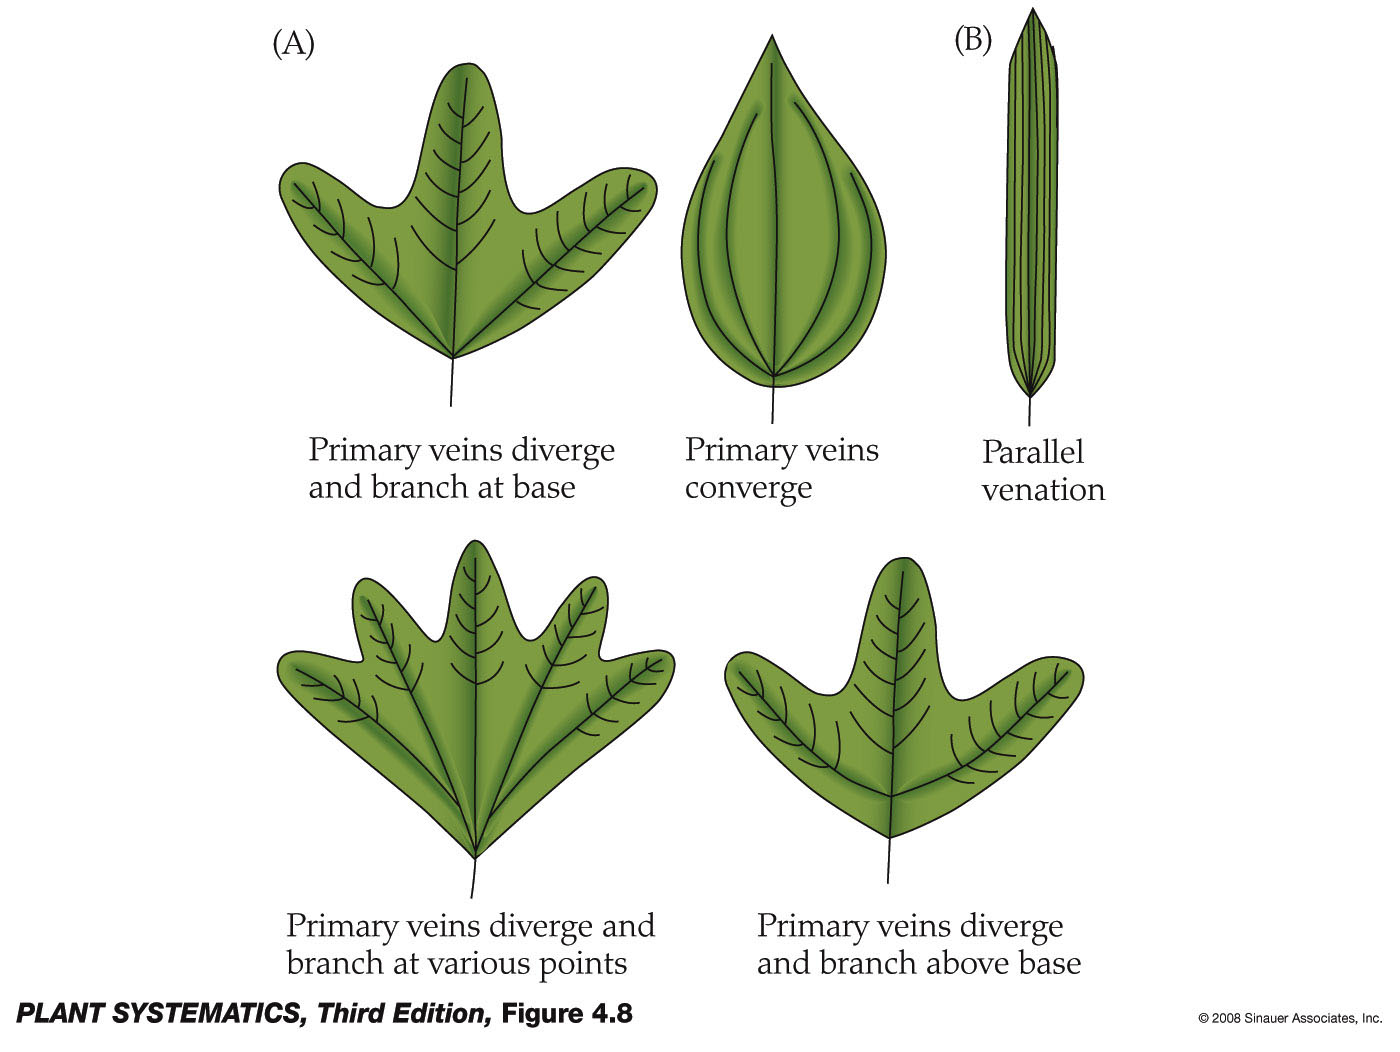 (A)
(B)
Primary veins diverge
and branch at base
Primary veins
converge
Parallel
venation
Primary veins diverge and
branch at various points
Primary veins diverge
and branch above base
PLANT SYSTEMATICS, Third Edition, Figure 4.8
© 2008 Sinauer Associates, Inc.